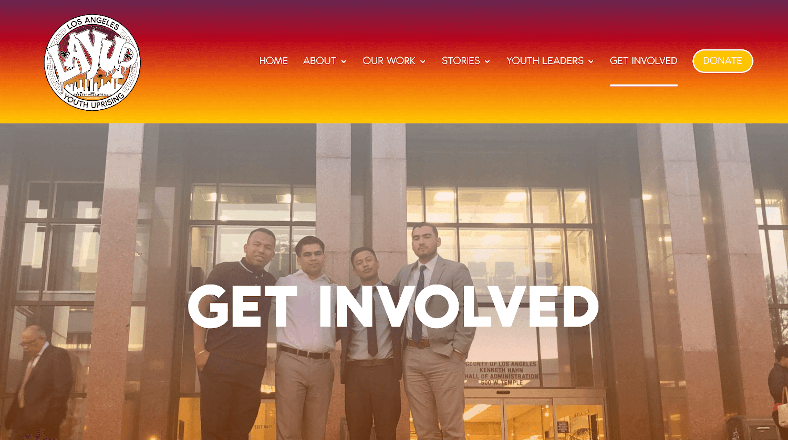 LOS ANGELES
LAYUP
YOUTH UPRISING
HOME
ABOUT
OUR WORK
STORIES
YOUTH LEADERS
GET INVOLVED
DONATE
GET INVOLVED
COUNTY OF LOS ANGELES
KENNETH HAHN
HALL OF ADMINISTRATION
500 W. TEMPLE